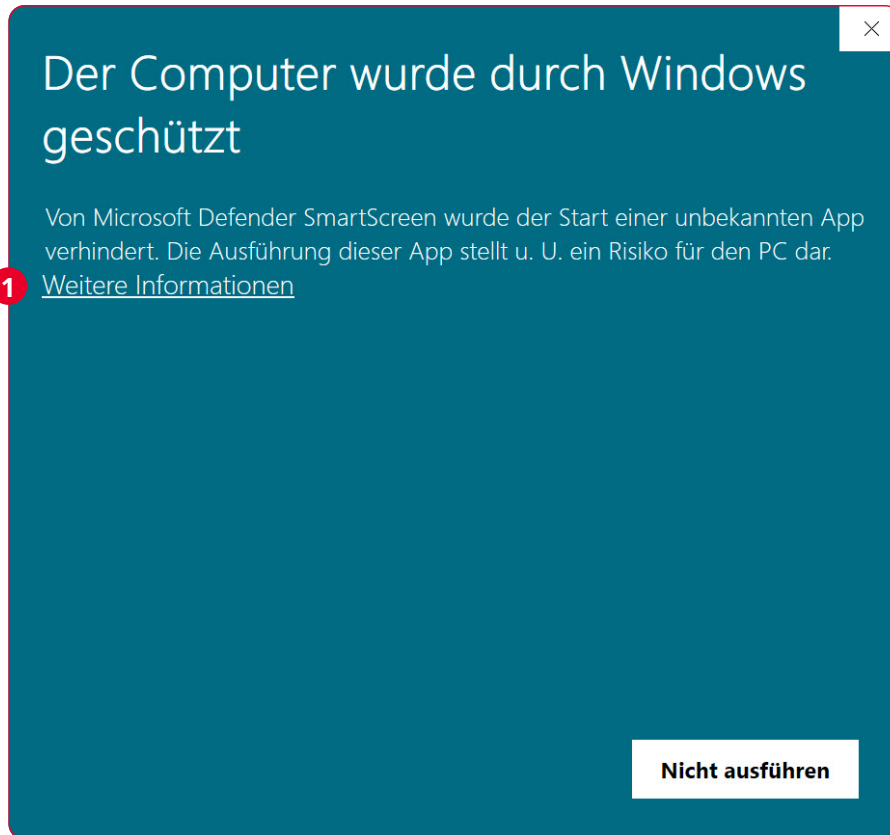 Der Computer wurde durch Windows
geschützt
Von Microsoft Defender SmartScreen wurde der Start einer unbekannten App
verhindert. Die Ausführung dieser App stellt u. U. ein Risiko für den PC dar.
1
Weitere Informationen
Nicht ausführen